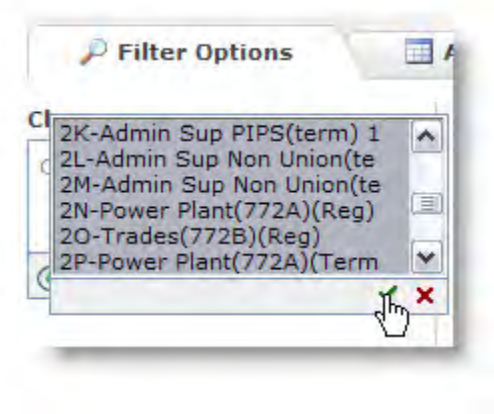 Filter Options
2K-Admin Sup PIPS(term) 1
2L-Admin Sup Non Union(te
2M-Admin Sup Non Union(te
2N-Power Plant(772A)(Reg)
2O-Trades(772B)(Reg)
2P-Power Plant(772A)(Term